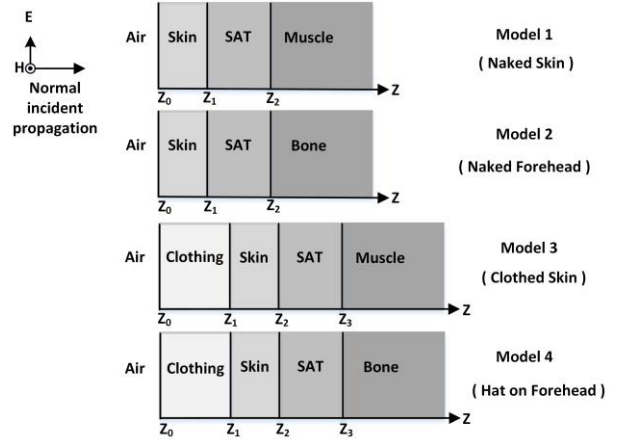 E
H
Normal
incident
propagation
Air Skin SAT Muscle
Z
Z₀ Z₁ Z₂
Model 1
( Naked Skin )
Air Skin SAT Bone
Z
Z₀ Z₁ Z₂
Model 2
( Naked Forehead )
Air Clothing Skin SAT Muscle
Z
Z₀ Z₁ Z₂ Z₃
Model 3
( Clothed Skin )
Air Clothing Skin SAT Bone
Z
Z₀ Z₁ Z₂ Z₃
Model 4
( Hat on Forehead )